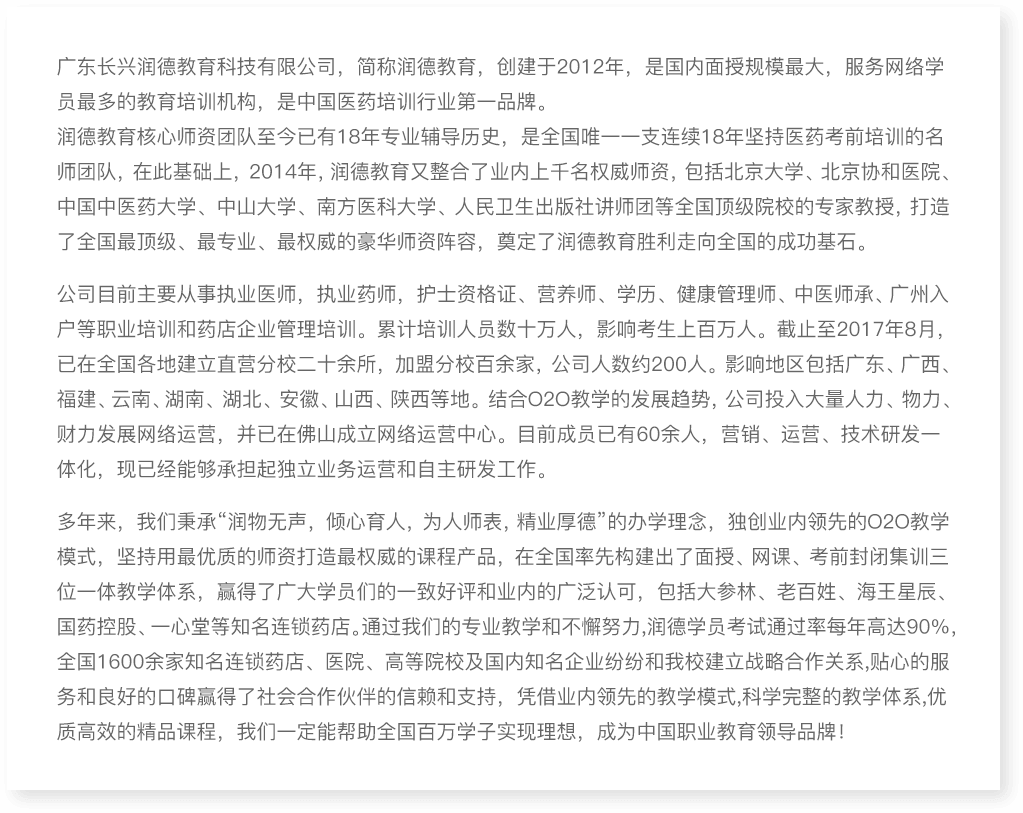 广东长兴润德教育科技有限公司，简称润德教育，创建于2012年，是国内面授规模最大，服务网络学
员最多的教育培训机构，是中国医药培训行业第一品牌。
润德教育核心师资团队至今已有18年专业辅导历史，是全国唯一一支连续18年坚持医药考前培训的名
师团队，在此基础上，2014年，润德教育又整合了业内上千名权威师资，包括北京大学、北京协和医院、
中国中医药大学、中山大学、南方医科大学、人民卫生出版社讲师团等全国顶级院校的专家教授，打造
了全国最顶级、最专业、最权威的豪华师资阵容，奠定了润德教育胜利走向全国的成功基石。
公司目前主要从事执业医师，执业药师，护士资格证、营养师、学历、健康管理师、中医师承、广州入
户等职业培训和药店企业管理培训。累计培训人员数十万人，影响考生上百万人。截止至2017年8月，
已在全国各地建立直营分校二十余所，加盟分校百余家，公司人数约200人。影响地区包括广东、广西、
福建、云南、湖南、湖北、安徽、山西、陕西等地。结合O2O教学的发展趋势，公司投入大量人力、物力、
财力发展网络运营，并已在佛山成立网络运营中心。目前成员已有60余人，营销、运营、技术研发一
体化，现已经能够承担起独立业务运营和自主研发工作。
多年来，我们秉承“润物无声，倾心育人，为人师表，精业厚德”的办学理念，独创业内领先的O2O教学
模式，坚持用最优质的师资打造最权威的课程产品，在全国率先构建出了面授、网课、考前封闭集训三
位一体教学体系，赢得了广大学员们的一致好评和业内的广泛认可，包括大参林、老百姓、海王星辰、
国药控股、一心堂等知名连锁药店。通过我们的专业教学和不懈努力,润德学员考试通过率每年高达90%，
全国1600余家知名连锁药店、医院、高等院校及国内知名企业纷纷和我校建立战略合作关系,贴心的服
务和良好的口碑赢得了社会合作伙伴的信赖和支持，凭借业内领先的教学模式,科学完整的教学体系,优
质高效的精品课程，我们一定能帮助全国百万学子实现理想，成为中国职业教育领导品牌！